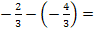 −2/3 − (−4/3) =